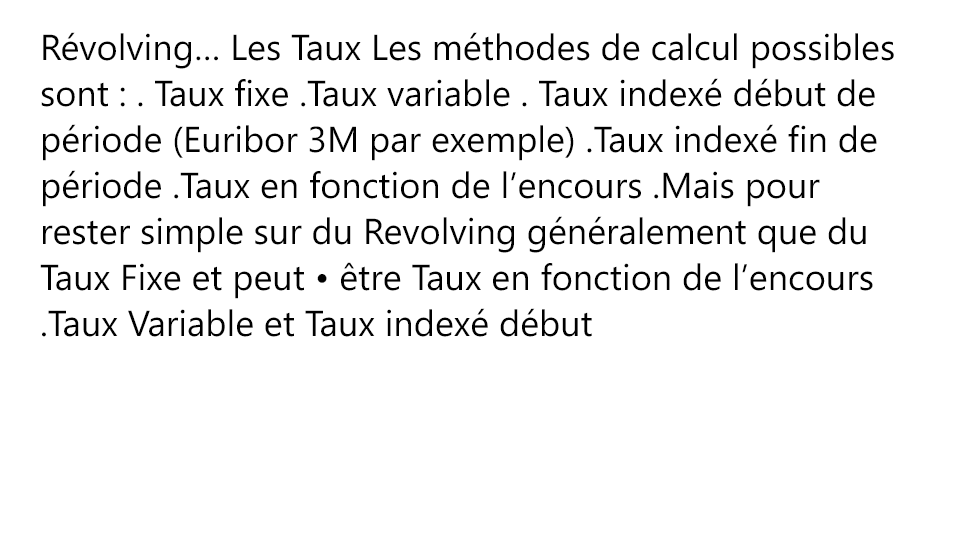 Révolving… Les Taux Les méthodes de calcul possibles
sont : . Taux fixe .Taux variable . Taux indexé début de
période (Euribor 3M par exemple) .Taux indexé fin de
période .Taux en fonction de l’encours .Mais pour
rester simple sur du Revolving généralement que du
Taux Fixe et peut • être Taux en fonction de l’encours
.Taux Variable et Taux indexé début